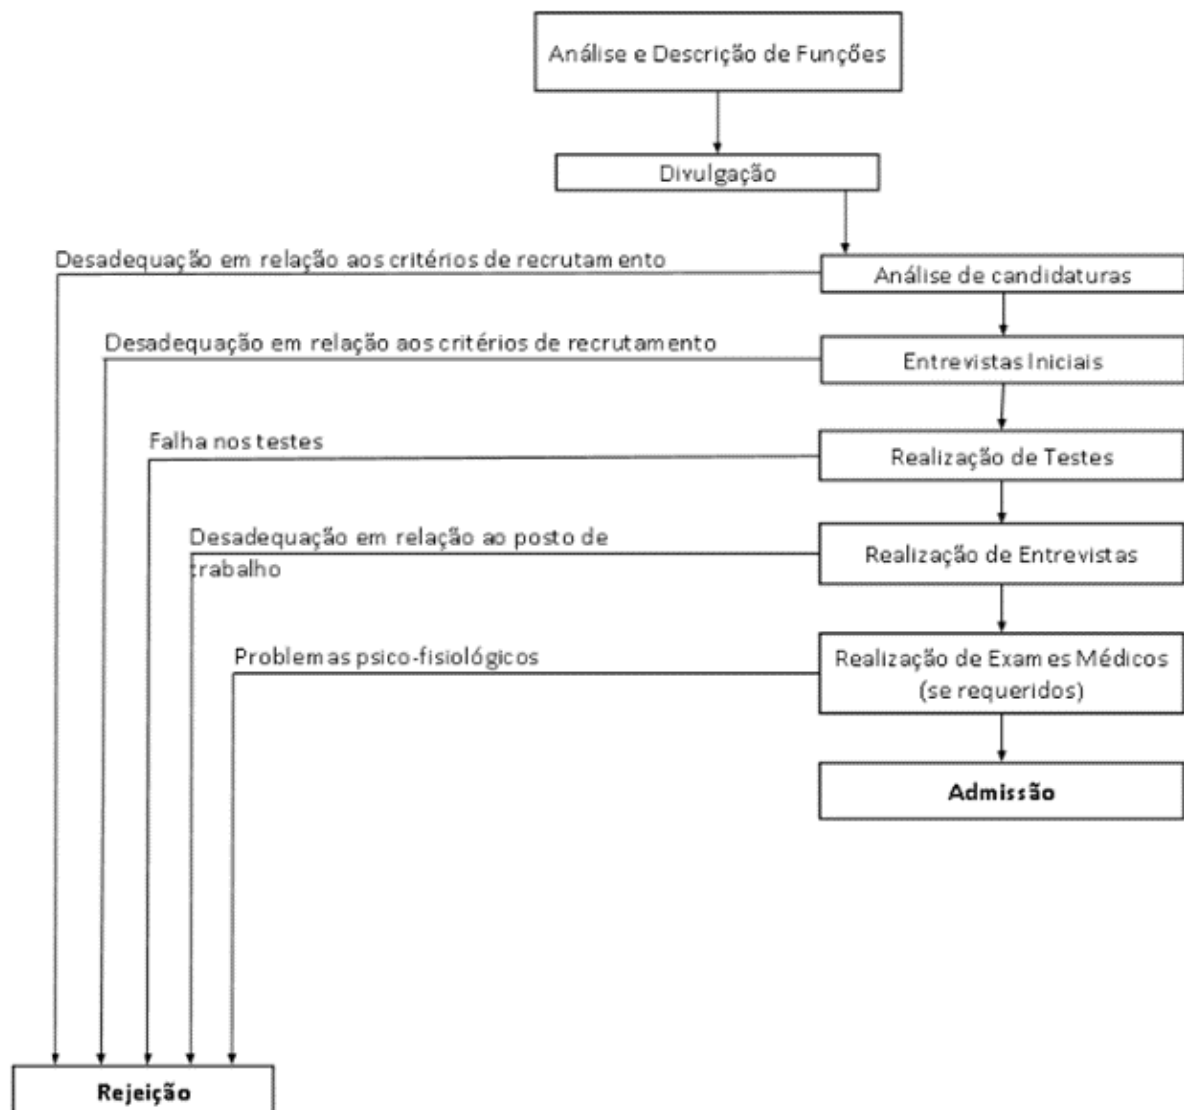 Análise e Descrição de Funções
Divulgação
Desadequação em relação aos critérios de recrutamento
Análise de candidaturas
Desadequação em relação aos critérios de recrutamento
Entrevistas Iniciais
Falha nos testes
Realização de Testes
Desadequação em relação ao posto de
trabalho
Realização de Entrevistas
Problemas psico-fisiológicos
Realização de Exames Médicos
(se requeridos)
Admissão
Rejeição